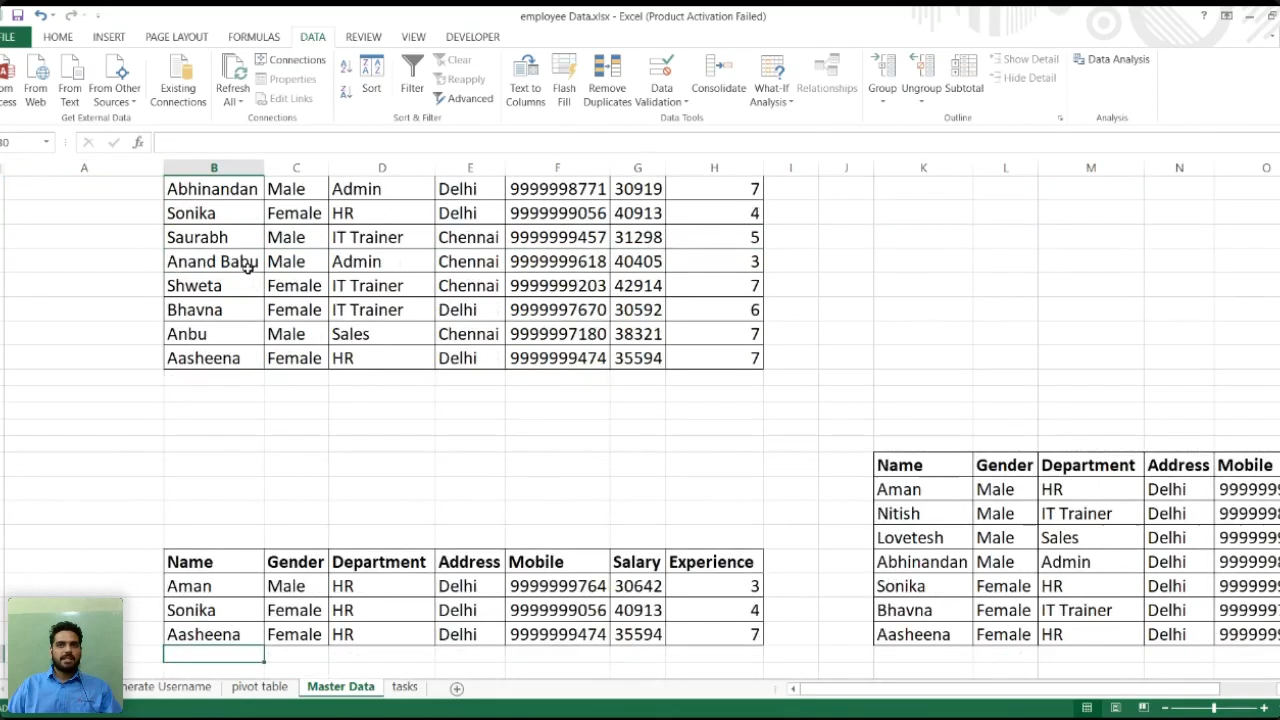 employee Data.xlsx - Excel (Product Activation Failed)
FILE HOME INSERT PAGE LAYOUT FORMULAS DATA REVIEW VIEW DEVELOPER
From Web
From Text
From Other Sources
Existing Connections
Get External Data
Refresh All
Connections
Properties
Edit Links
Connections
Sort
Filter
Clear
Reapply
Advanced
Sort & Filter
Text to Columns
Flash Fill
Remove Duplicates
Data Validation
Consolidate
What-If Analysis
Relationships
Data Tools
Group
Ungroup
Subtotal
Show Detail
Hide Detail
Outline
Data Analysis
Analysis
fx
A B C D E F G H I J K L M N O
Abhinandan Male Admin Delhi 9999998771 30919 7
Sonika Female HR Delhi 9999999056 40913 4
Saurabh Male IT Trainer Chennai 9999999457 31298 5
Anand Babu Male Admin Chennai 9999999618 40405 3
Shweta Female IT Trainer Chennai 9999999203 42914 7
Bhavna Female IT Trainer Delhi 9999997670 30592 6
Anbu Male Sales Chennai 9999997180 38321 7
Aasheena Female HR Delhi 9999999474 35594 7
Name Gender Department Address Mobile
Aman Male HR Delhi
Nitish Male IT Trainer Delhi
Lovetesh Male Sales Delhi
Abhinandan Male Admin Delhi
Sonika Female HR Delhi
Bhavna Female IT Trainer Delhi
Aasheena Female HR Delhi
Name Gender Department Address Mobile Salary Experience
Aman Male HR Delhi 9999999764 30642 3
Sonika Female HR Delhi 9999999056 40913 4
Aasheena Female HR Delhi 9999999474 35594 7
Username pivot table Master Data tasks